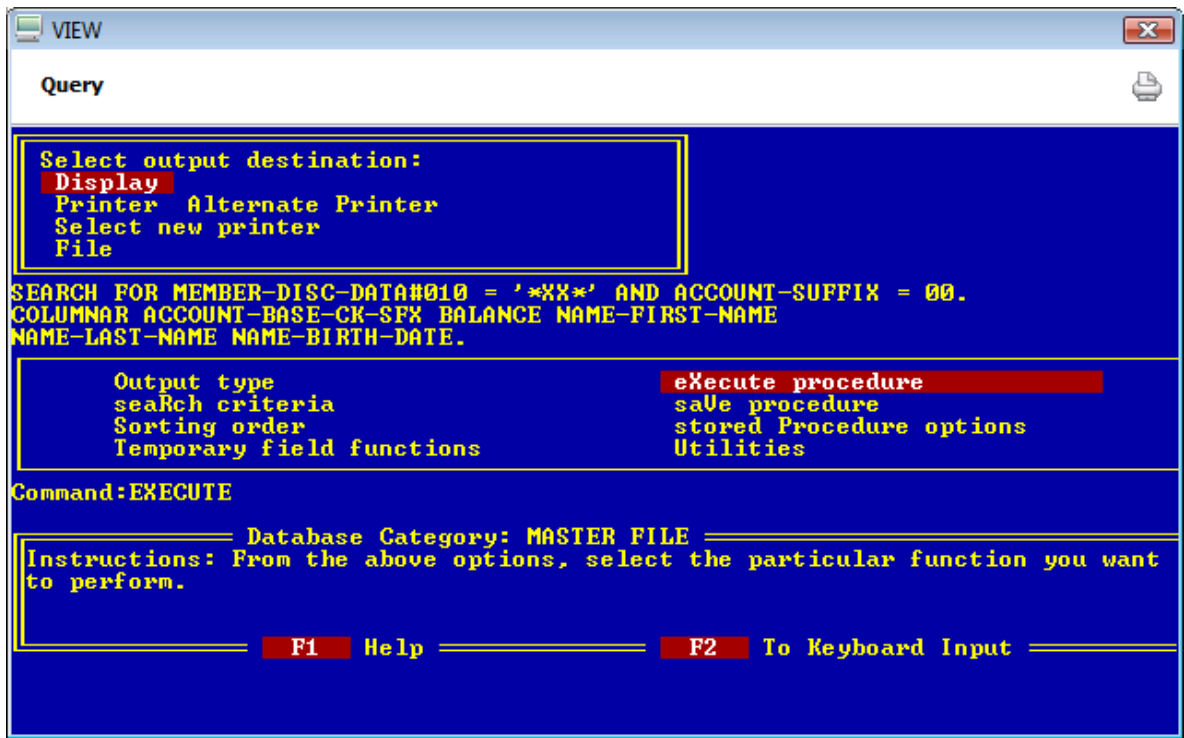 VIEW
Query
Select output destination:
Display
Printer Alternate Printer
Select new printer
File
SEARCH FOR MEMBER-DISC-DATA#010 = '*XX*' AND ACCOUNT-SUFFIX = 00.
COLUMNAR ACCOUNT-BASE-CK-SFX BALANCE NAME-FIRST-NAME
NAME-LAST-NAME NAME-BIRTH-DATE.
Output type eXecute procedure
seaRch criteria saVe procedure
Sorting order stored Procedure options
Temporary field functions Utilities
Command:EXECUTE
Database Category: MASTER FILE
Instructions: From the above options, select the particular function you want
to perform.
F1 Help F2 To Keyboard Input